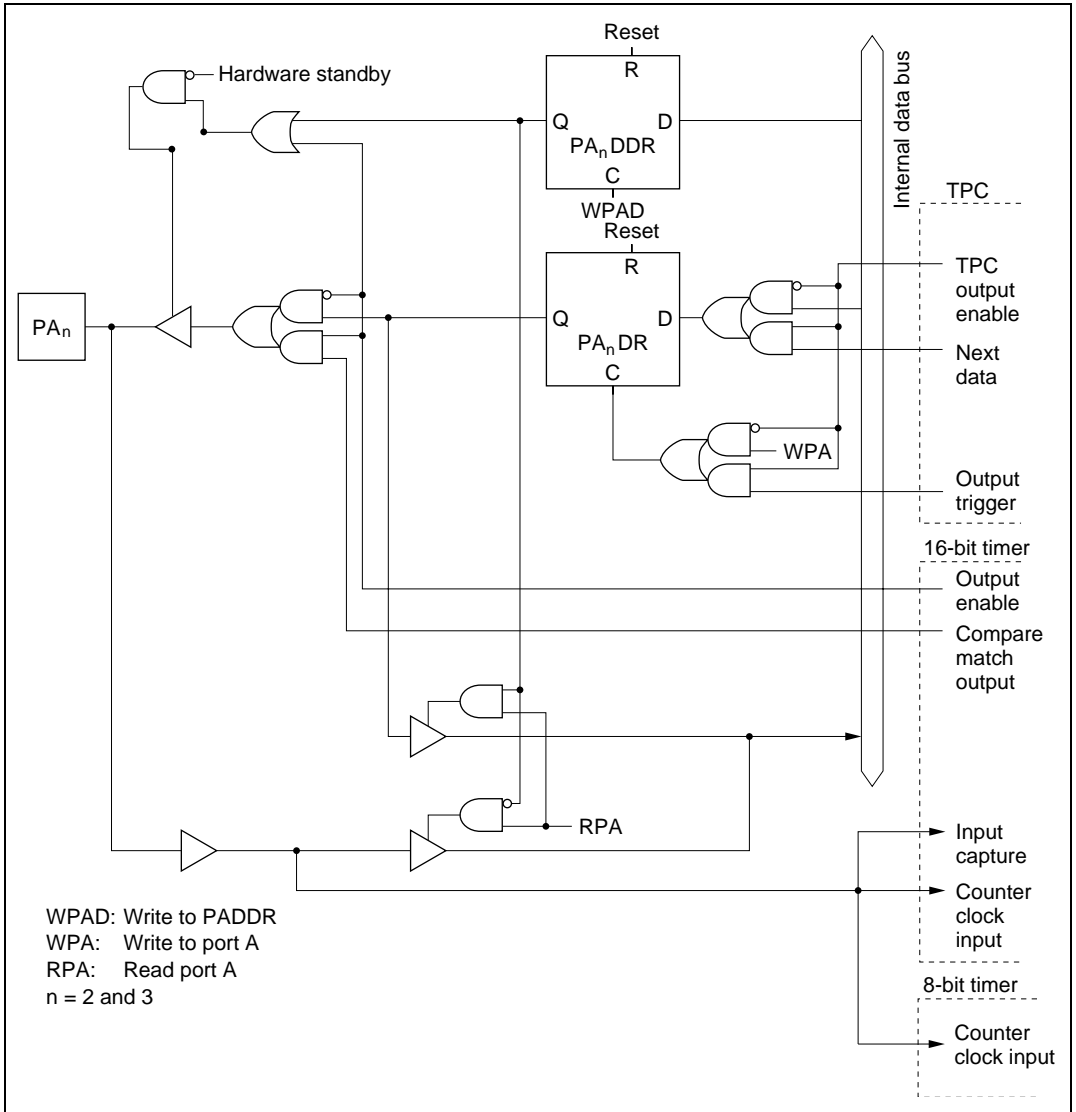 Reset
Hardware standby
R
Q
D
PAn DDR
C
WPAD
Internal data bus
TPC
Reset
R
TPC
output
enable
PAn
Q
D
PAn DR
C
Next
data
WPA
Output
trigger
16-bit timer
Output
enable
Compare
match
output
RPA
Input
capture
Counter
clock
input
WPAD: Write to PADDR
WPA: Write to port A
RPA: Read port A
n = 2 and 3
8-bit timer
Counter
clock input